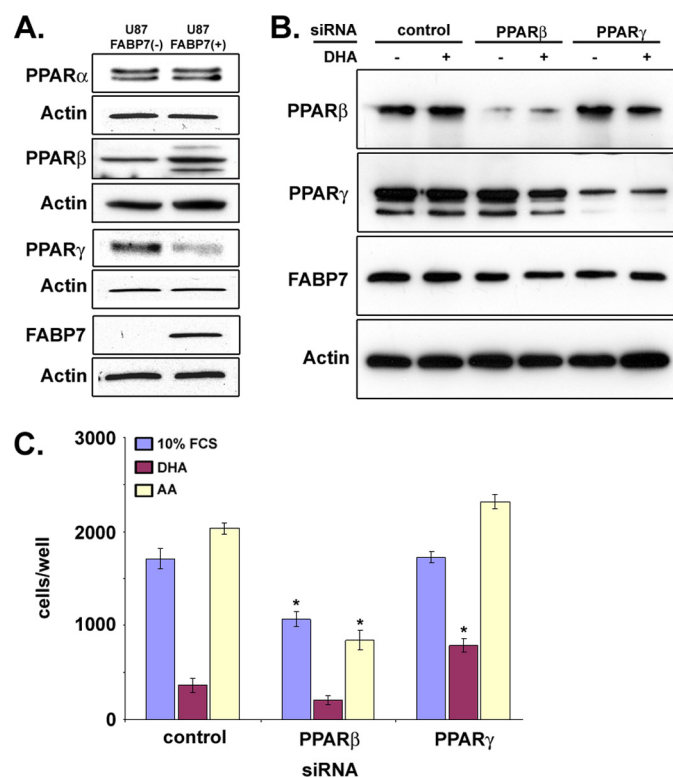 A.
U87 U87
FABP7(-) FABP7(+)
PPARα
Actin
PPARβ
Actin
PPARγ
Actin
FABP7
Actin
B.
siRNA control PPARβ PPARγ
DHA - + - + - +
PPARβ
PPARγ
FABP7
Actin
C.
3000
2000
1000
0
cells/well
10% FCS
DHA
AA
* * *
control PPARβ PPARγ
siRNA